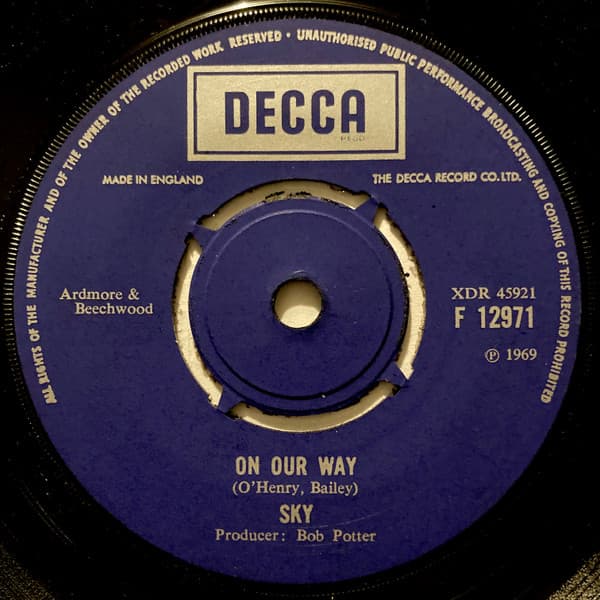 ALL RIGHTS OF THE MANUFACTURER AND OF THE OWNER OF THE RECORDED WORK RESERVED · UNAUTHORISED PUBLIC PERFORMANCE BROADCASTING AND COPYING OF THIS RECORD PROHIBITED
DECCA
REGD
MADE IN ENGLAND
THE DECCA RECORD CO. LTD.
Ardmore &
Beechwood
XDR 45921
F 12971
℗ 1969
ON OUR WAY
(O'Henry, Bailey)
SKY
Producer: Bob Potter